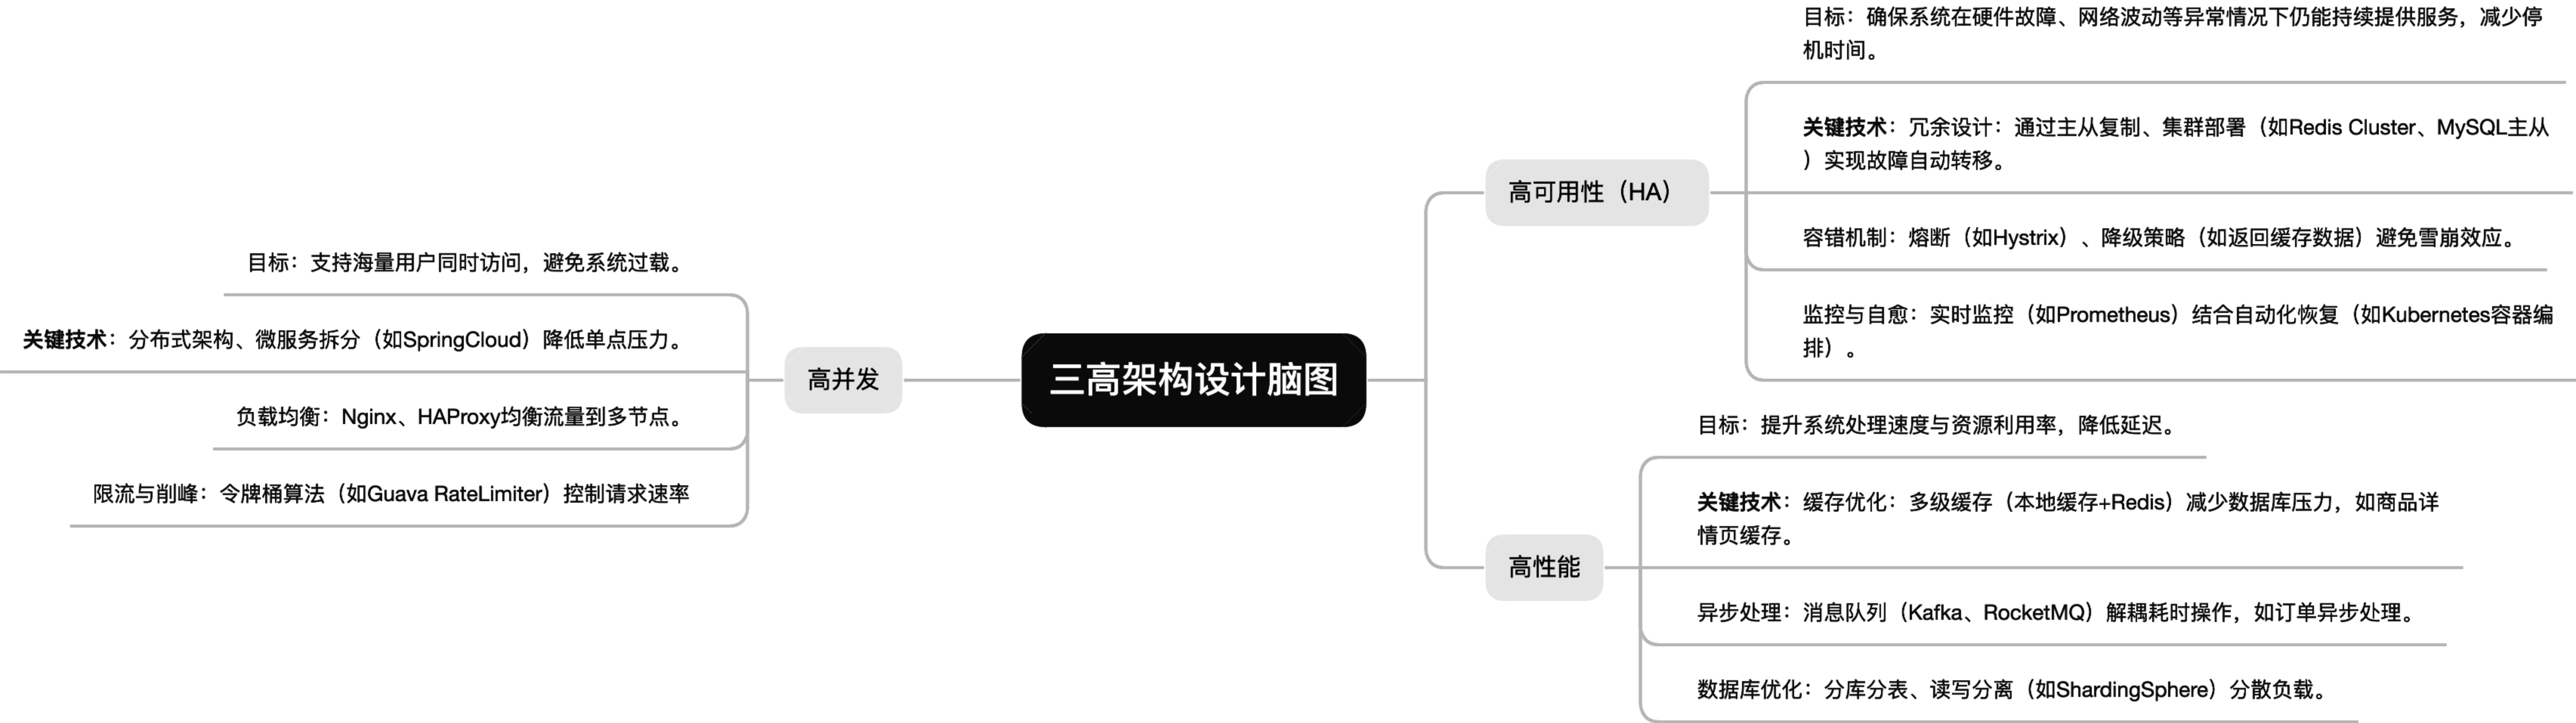 三高架构设计脑图
高可用性（HA）
目标：确保系统在硬件故障、网络波动等异常情况下仍能持续提供服务，减少停
机时间。
关键技术：冗余设计：通过主从复制、集群部署（如Redis Cluster、MySQL主从
）实现故障自动转移。
容错机制：熔断（如Hystrix）、降级策略（如返回缓存数据）避免雪崩效应。
监控与自愈：实时监控（如Prometheus）结合自动化恢复（如Kubernetes容器编
排）。
高性能
目标：提升系统处理速度与资源利用率，降低延迟。
关键技术：缓存优化：多级缓存（本地缓存+Redis）减少数据库压力，如商品详
情页缓存。
异步处理：消息队列（Kafka、RocketMQ）解耦耗时操作，如订单异步处理。
数据库优化：分库分表、读写分离（如ShardingSphere）分散负载。
高并发
目标：支持海量用户同时访问，避免系统过载。
关键技术：分布式架构、微服务拆分（如SpringCloud）降低单点压力。
负载均衡：Nginx、HAProxy均衡流量到多节点。
限流与削峰：令牌桶算法（如Guava RateLimiter）控制请求速率